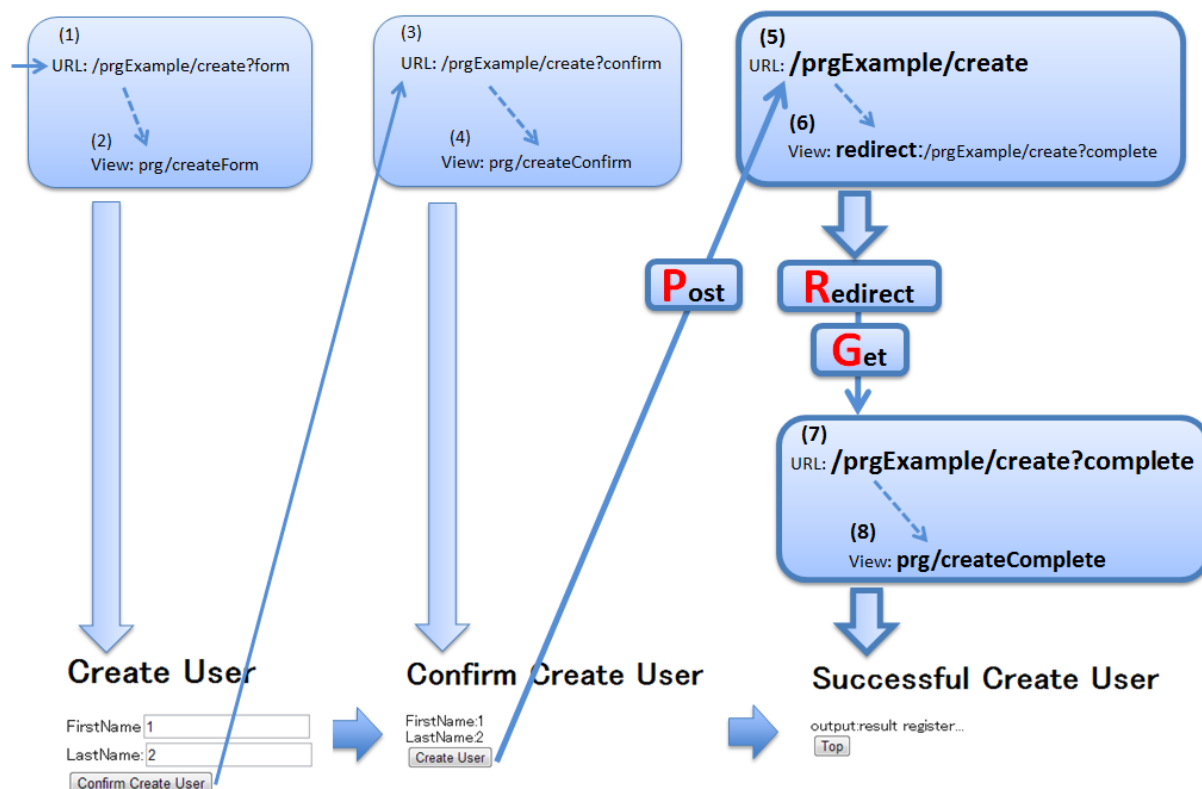 (1)
URL: /prgExample/create?form
(2)
View: prg/createForm
(3)
URL: /prgExample/create?confirm
(4)
View: prg/createConfirm
(5)
URL: /prgExample/create
(6)
View: redirect:/prgExample/create?complete
Post
Redirect
Get
(7)
URL: /prgExample/create?complete
(8)
View: prg/createComplete
Create User
FirstName 1
LastName: 2
Confirm Create User
Confirm Create User
FirstName:1
LastName:2
Create User
Successful Create User
output:result register...
Top